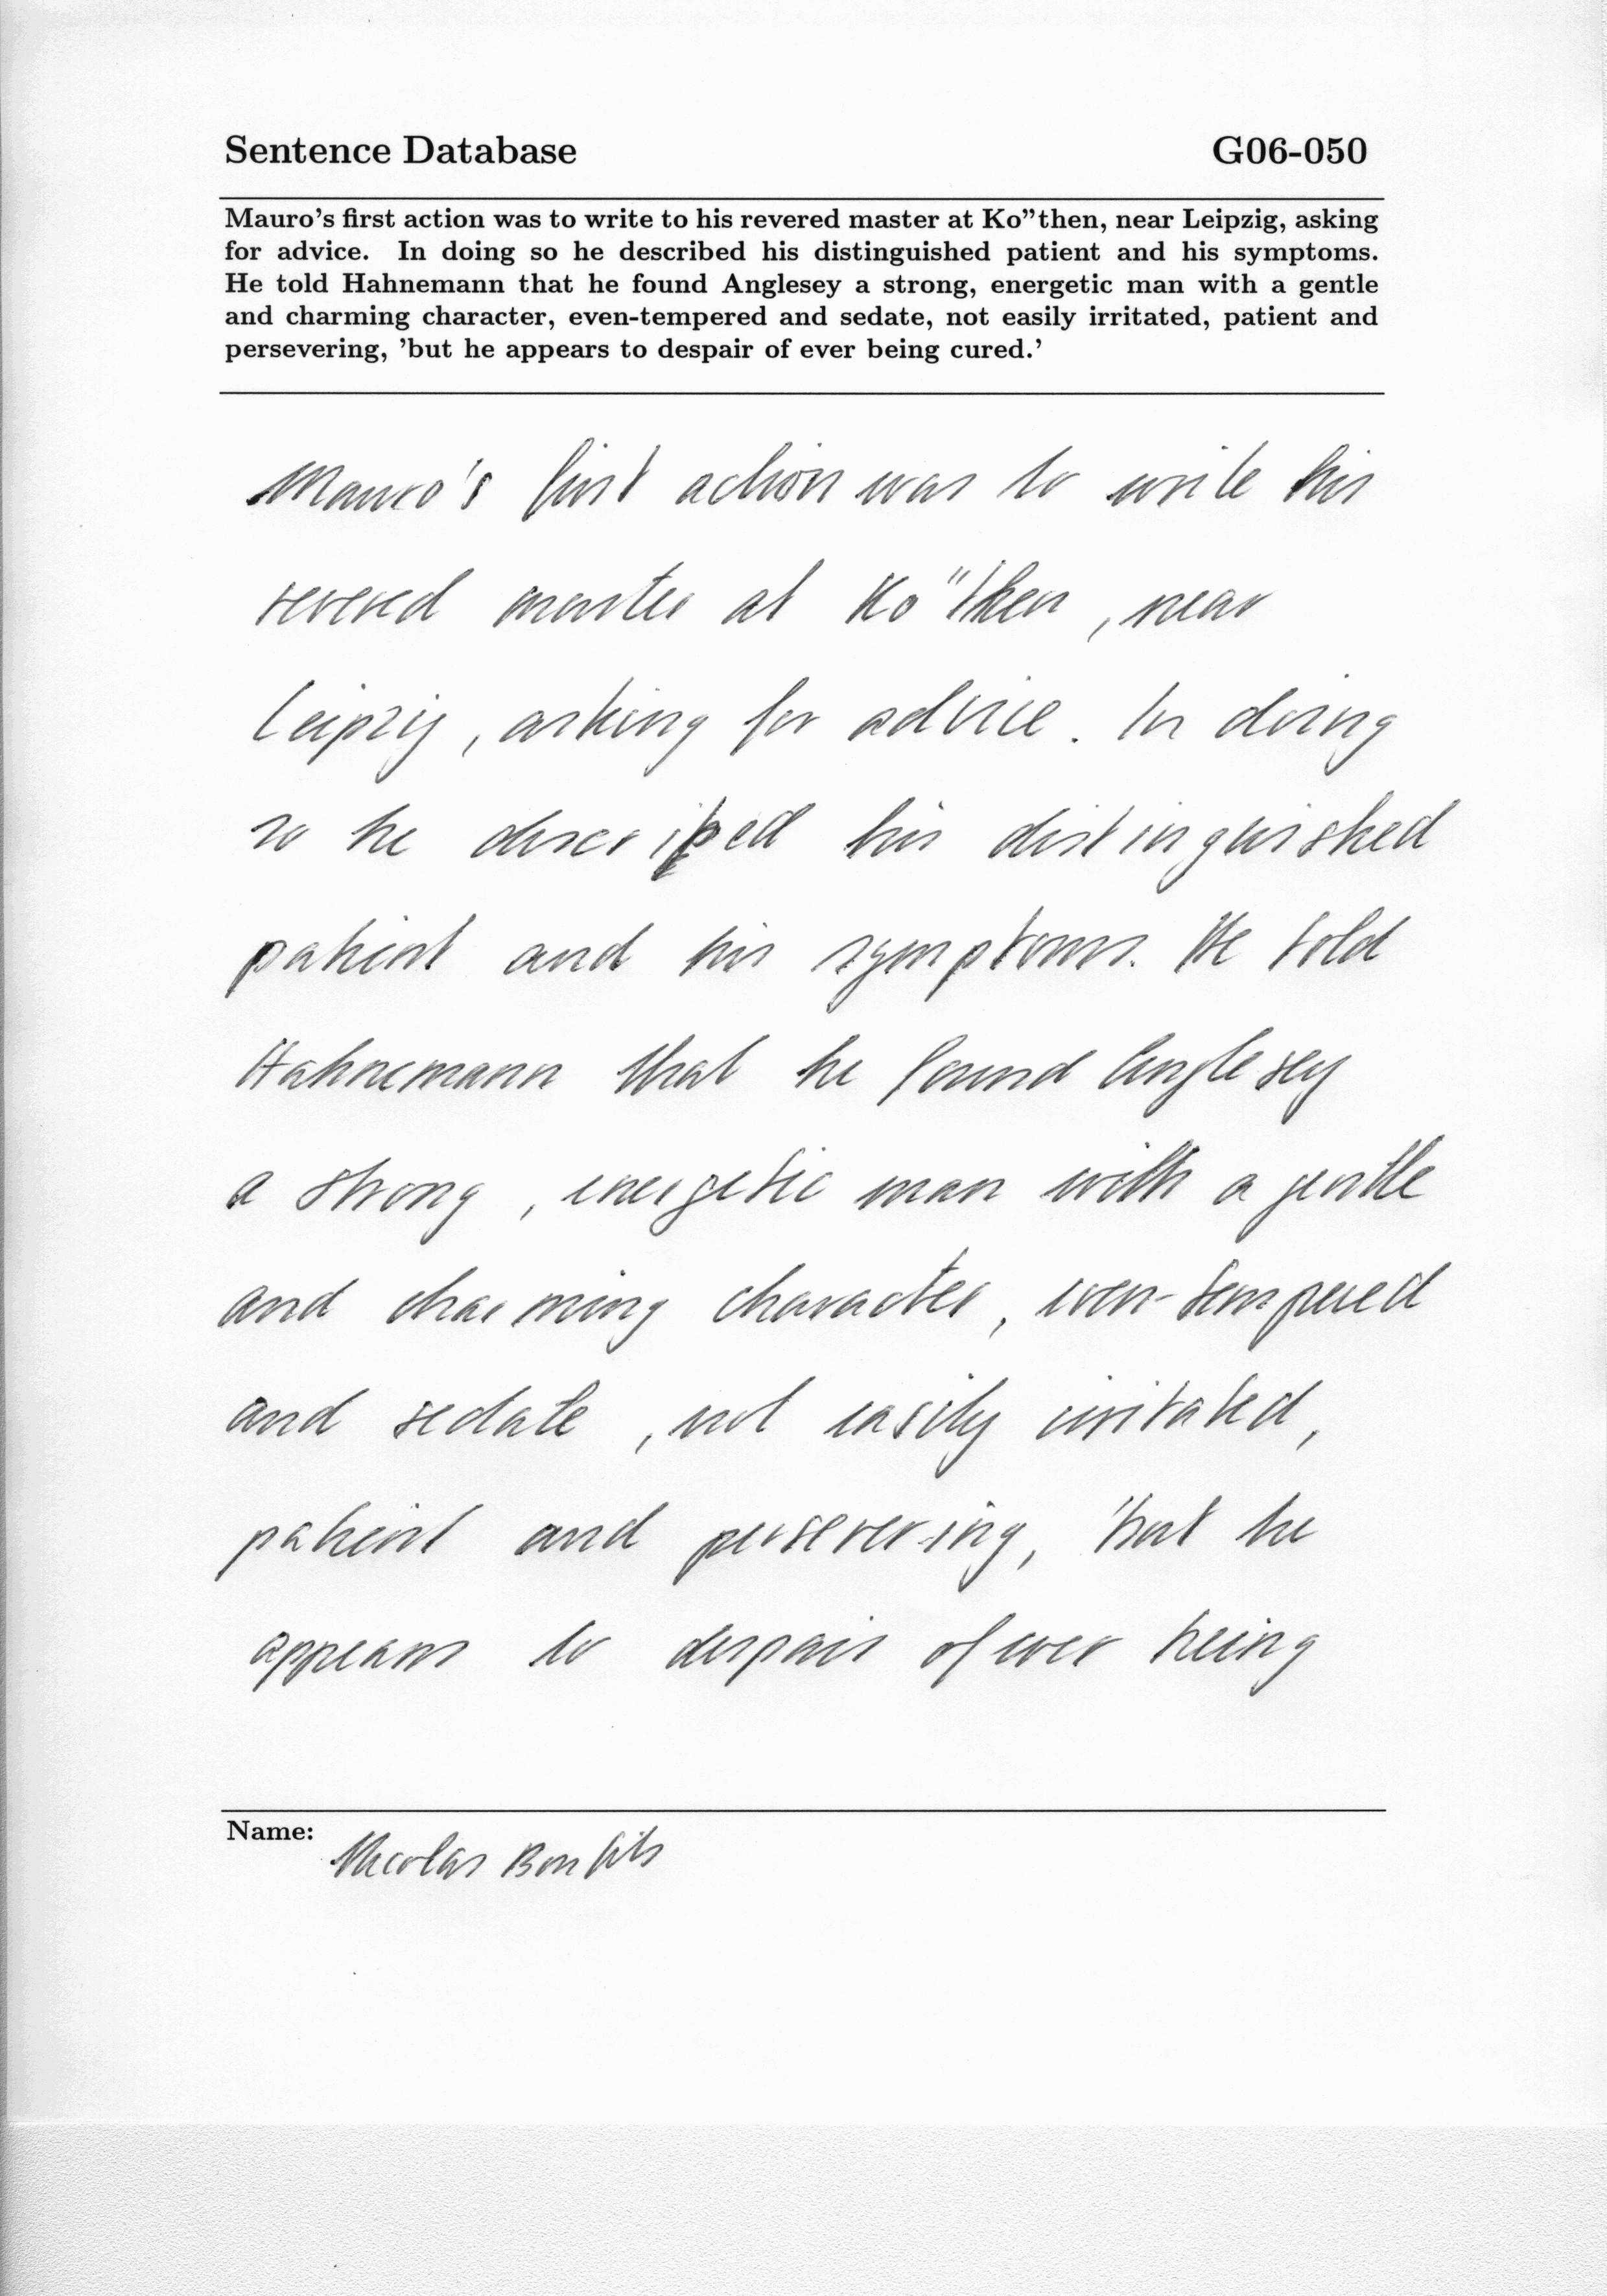 Sentence Database G06-050
Mauro's first action was to write to his revered master at Ko"then, near Leipzig, asking
for advice. In doing so he described his distinguished patient and his symptoms.
He told Hahnemann that he found Anglesey a strong, energetic man with a gentle
and charming character, even-tempered and sedate, not easily irritated, patient and
persevering, 'but he appears to despair of ever being cured.'
Mauro's first action was to write his
revered master at Ko"then, near
Leipzig, asking for advice. In doing
so he descriped his distinguished
patient and his symptoms. He told
Hahnemann that he found Anglesey
a strong, energetic man with a gentle
and charming character, even-tempered
and sedate, not easily irritated,
patient and persevering, 'but he
appears to despair of ever being
Name: Nicolas Bonfils